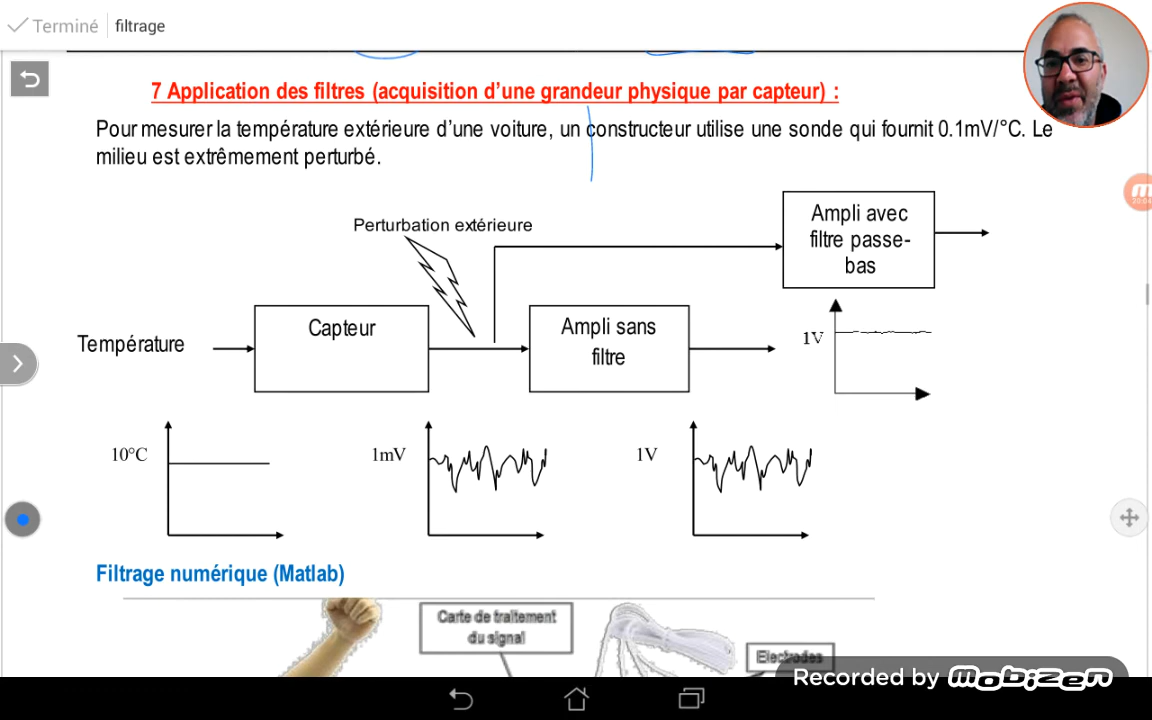 Terminé
filtrage
7 Application des filtres (acquisition d’une grandeur physique par capteur) :
Pour mesurer la température extérieure d’une voiture, un constructeur utilise une sonde qui fournit 0.1mV/°C. Le
milieu est extrêmement perturbé.
Perturbation extérieure
Ampli avec
filtre passe-
bas
Température
Capteur
Ampli sans
filtre
1V
10°C
1mV
1V
Filtrage numérique (Matlab)
Carte de traitement
du signal
Electrodes
Recorded by Mobizen